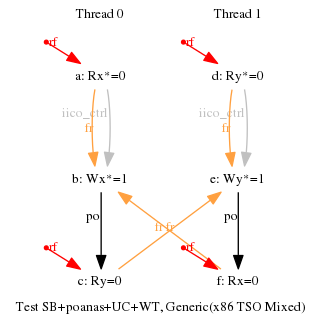 Thread 0
Thread 1
rf
rf
a: Rx*=0
d: Ry*=0
iico_ctrl
iico_ctrl
fr
fr
b: Wx*=1
e: Wy*=1
po
po
fr fr
rf
rf
c: Ry=0
f: Rx=0
Test SB+poanas+UC+WT, Generic(x86 TSO Mixed)